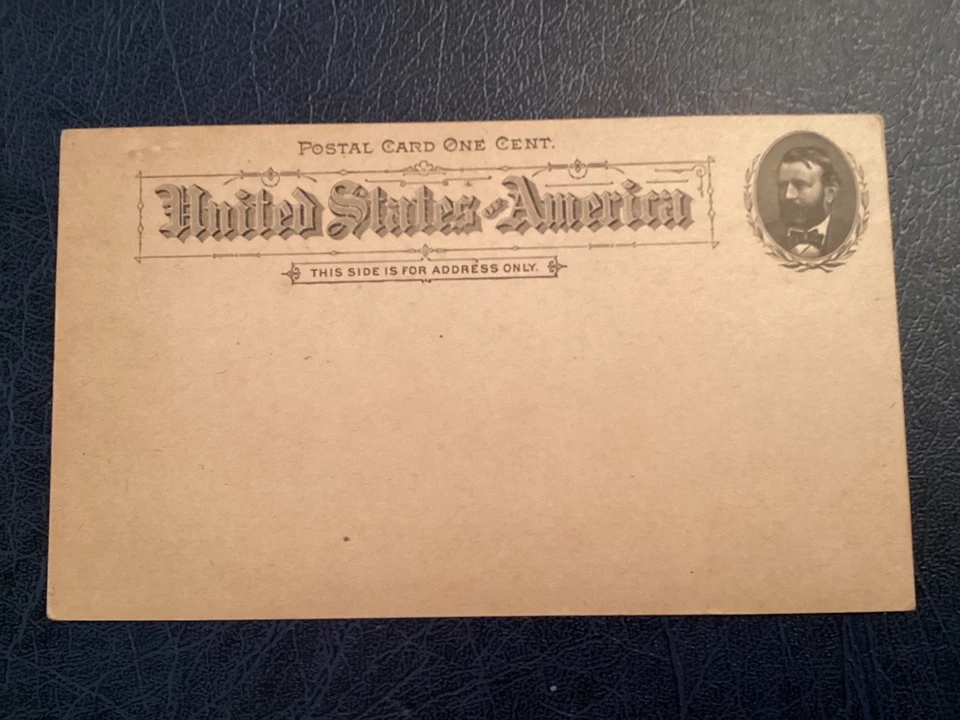 POSTAL CARD ONE CENT.
United States of America
THIS SIDE IS FOR ADDRESS ONLY.